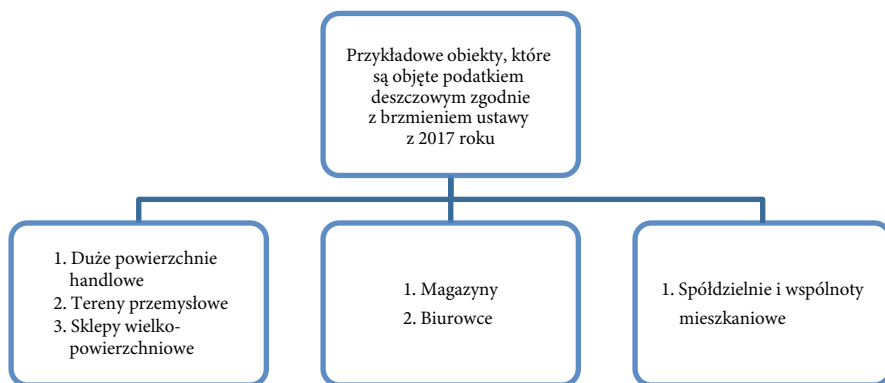 Przykładowe obiekty, które
są objęte podatkiem
deszczowym zgodnie
z brzmieniem ustawy
z 2017 roku
1. Duże powierzchnie
handlowe
2. Tereny przemysłowe
3. Sklepy wielko-
powierzchniowe
1. Magazyny
2. Biurowce
1. Spółdzielnie i wspólnoty
mieszkaniowe